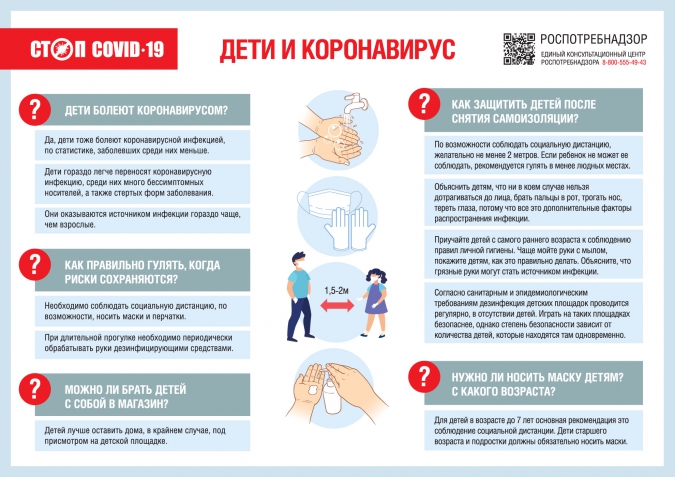 СТОП COVID·19
ДЕТИ И КОРОНАВИРУС
РОСПОТРЕБНАДЗОР
ЕДИНЫЙ КОНСУЛЬТАЦИОННЫЙ ЦЕНТР
РОСПОТРЕБНАДЗОРА 8-800-555-49-43
?
ДЕТИ БОЛЕЮТ КОРОНАВИРУСОМ?
Да, дети тоже болеют коронавирусной инфекцией,
по статистике, заболевших среди них меньше.
Дети гораздо легче переносят коронавирусную
инфекцию, среди них много бессимптомных
носителей, а также стертых форм заболевания.
Они оказываются источником инфекции гораздо чаще,
чем взрослые.
?
КАК ПРАВИЛЬНО ГУЛЯТЬ, КОГДА
РИСКИ СОХРАНЯЮТСЯ?
Необходимо соблюдать социальную дистанцию, по
возможности, носить маски и перчатки.
При длительной прогулке необходимо периодически
обрабатывать руки дезинфицирующими средствами.
?
МОЖНО ЛИ БРАТЬ ДЕТЕЙ
С СОБОЙ В МАГАЗИН?
Детей лучше оставить дома, в крайнем случае, под
присмотром на детской площадке.
1,5-2м
?
КАК ЗАЩИТИТЬ ДЕТЕЙ ПОСЛЕ
СНЯТИЯ САМОИЗОЛЯЦИИ?
По возможности соблюдать социальную дистанцию,
желательно не менее 2 метров. Если ребенок не может ее
соблюдать, рекомендуется гулять в менее людных местах.
Объяснить детям, что ни в коем случае нельзя
дотрагиваться до лица, брать пальцы в рот, трогать нос,
тереть глаза, потому что все это дополнительные факторы
распространения инфекции.
Приучайте детей с самого раннего возраста к соблюдению
правил личной гигиены. Чаще мойте руки с мылом,
покажите детям, как это правильно делать. Объясните, что
грязные руки могут стать источником инфекции.
Согласно санитарным и эпидемиологическим
требованиям дезинфекция детских площадок проводится
регулярно, в отсутствии детей. Играть на таких площадках
безопаснее, однако степень безопасности зависит от
количества детей, которые находятся там одновременно.
?
НУЖНО ЛИ НОСИТЬ МАСКУ ДЕТЯМ?
С КАКОГО ВОЗРАСТА?
Для детей в возрасте до 7 лет основная рекомендация это
соблюдение социальной дистанции. Дети старшего
возраста и подростки должны обязательно носить маски.